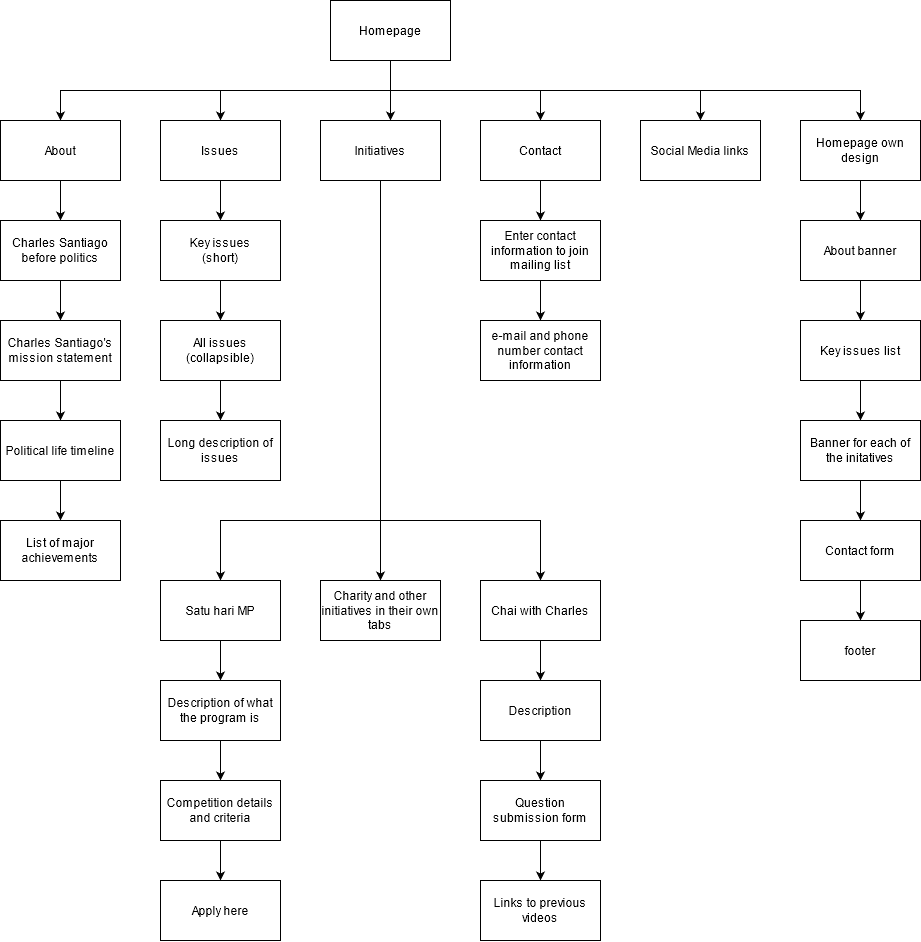 Homepage
About
Issues
Initiatives
Contact
Social Media links
Homepage own
design
Charles Santiago
before politics
Key issues
(short)
Enter contact
information to join
mailing list
About banner
Charles Santiago's
mission statement
All issues
(collapsible)
e-mail and phone
number contact
information
Key issues list
Political life timeline
Long description of
issues
Banner for each of
the initatives
List of major
achievements
Contact form
Satu hari MP
Charity and other
initiatives in their own
tabs
Chai with Charles
footer
Description of what
the program is
Description
Competition details
and criteria
Question
submission form
Apply here
Links to previous
videos